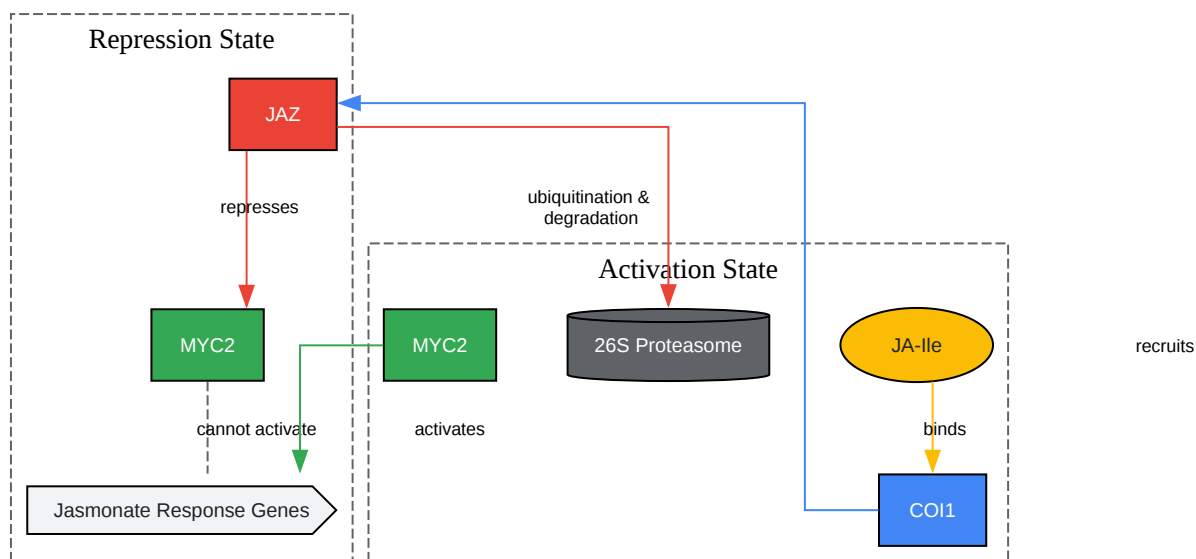 Repression State
JAZ
represses
ubiquitination &
degradation
Activation State
MYC2
MYC2
26S Proteasome
JA-Ile
recruits
cannot activate
activates
binds
Jasmonate Response Genes
COI1